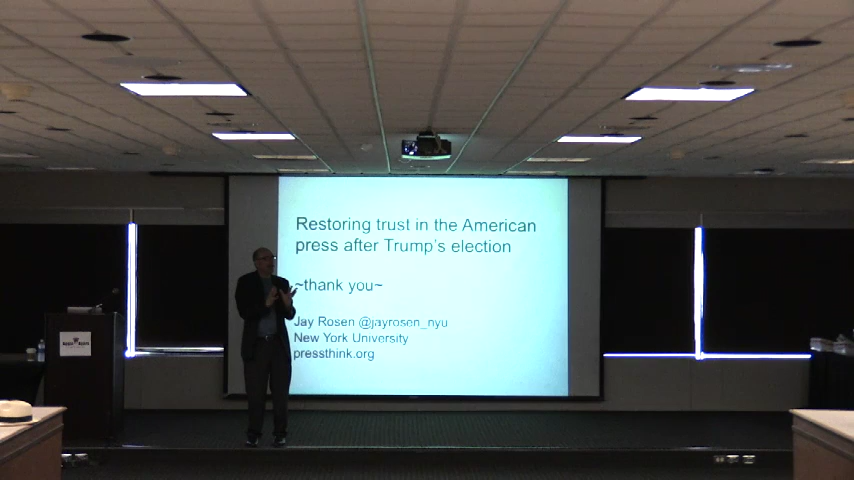 Restoring trust in the American
press after Trump's election
~thank you~
Jay Rosen @jayrosen_nyu
New York University
pressthink.org